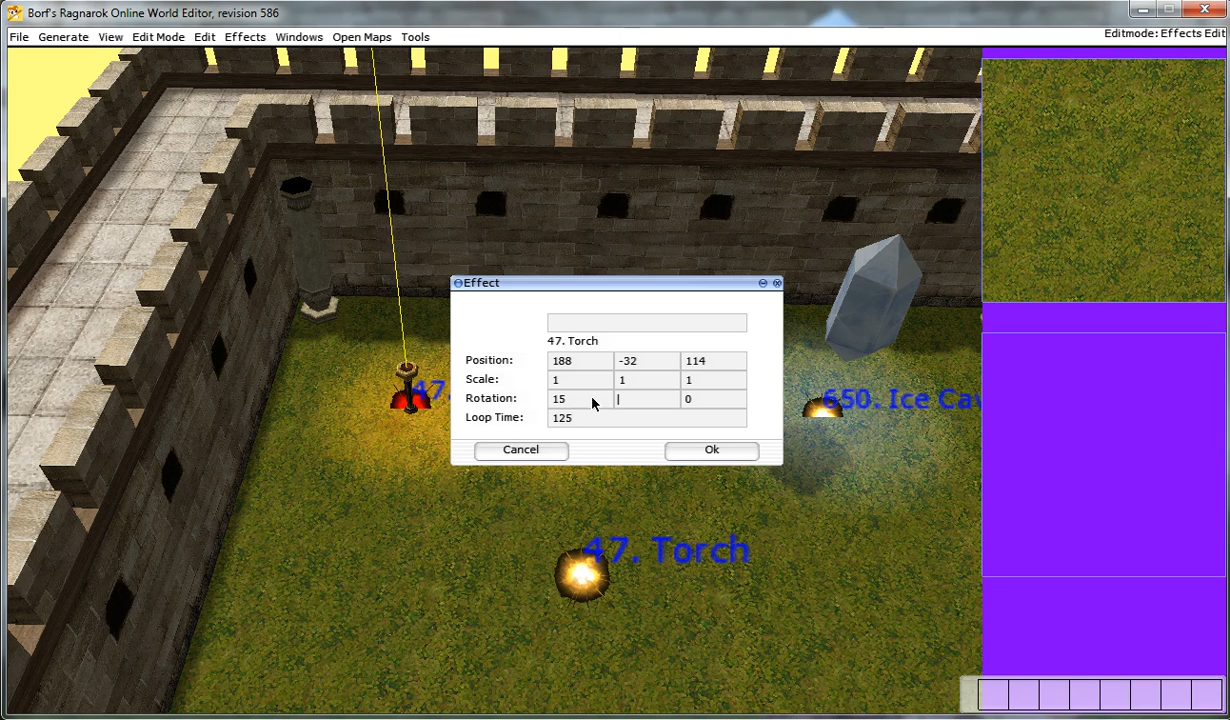 Borf's Ragnarok Online World Editor, revision 586
File Generate View Edit Mode Edit Effects Windows Open Maps Tools
Editmode: Effects Edit
Effect
47. Torch
Position: 188 -32 114
Scale: 1 1 1
Rotation: 15 0
Loop Time: 125
Cancel Ok
47.
650. Ice Cav
47. Torch